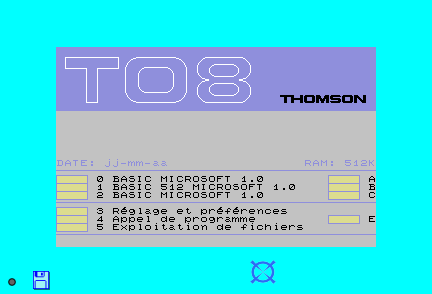 TO8
THOMSON
DATE: jj-mm-aa RAM: 512K
0 BASIC MICROSOFT 1.0 A
1 BASIC 512 MICROSOFT 1.0 B
2 BASIC MICROSOFT 1.0 C
3 Réglage et préférences
4 Appel de programme E
5 Exploitation de fichiers